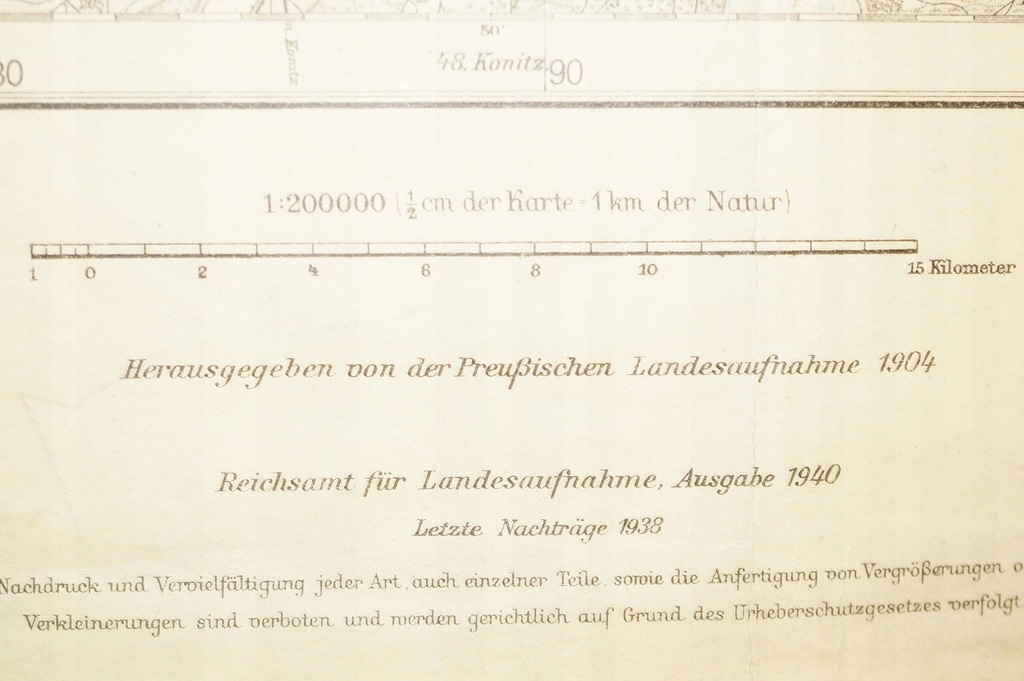 50'
n Konitz
48. Konitz
80 90
1:200000 (½ cm der Karte = 1 km der Natur)
1 0 2 4 6 8 10 15 Kilometer
Herausgegeben von der Preußischen Landesaufnahme 1904
Reichsamt für Landesaufnahme, Ausgabe 1940
Letzte Nachträge 1938
Nachdruck und Vervielfältigung jeder Art, auch einzelner Teile, sowie die Anfertigung von Vergrößerungen o
Verkleinerungen sind verboten und werden gerichtlich auf Grund des Urheberschutzgesetzes verfolgt